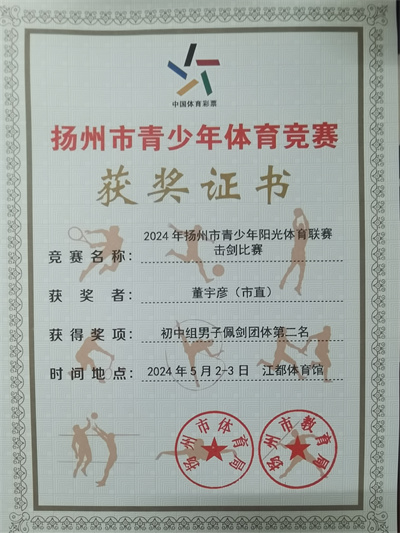 中国体育彩票
扬州市青少年体育竞赛
获奖证书
2024年扬州市青少年阳光体育联赛
竞赛名称： 击剑比赛
获奖者： 董宇彦（市直）
获得奖项： 初中组男子佩剑团体第二名
时间地点： 2024年5月2-3日 江都体育馆
扬州市体育局
扬州市教育局